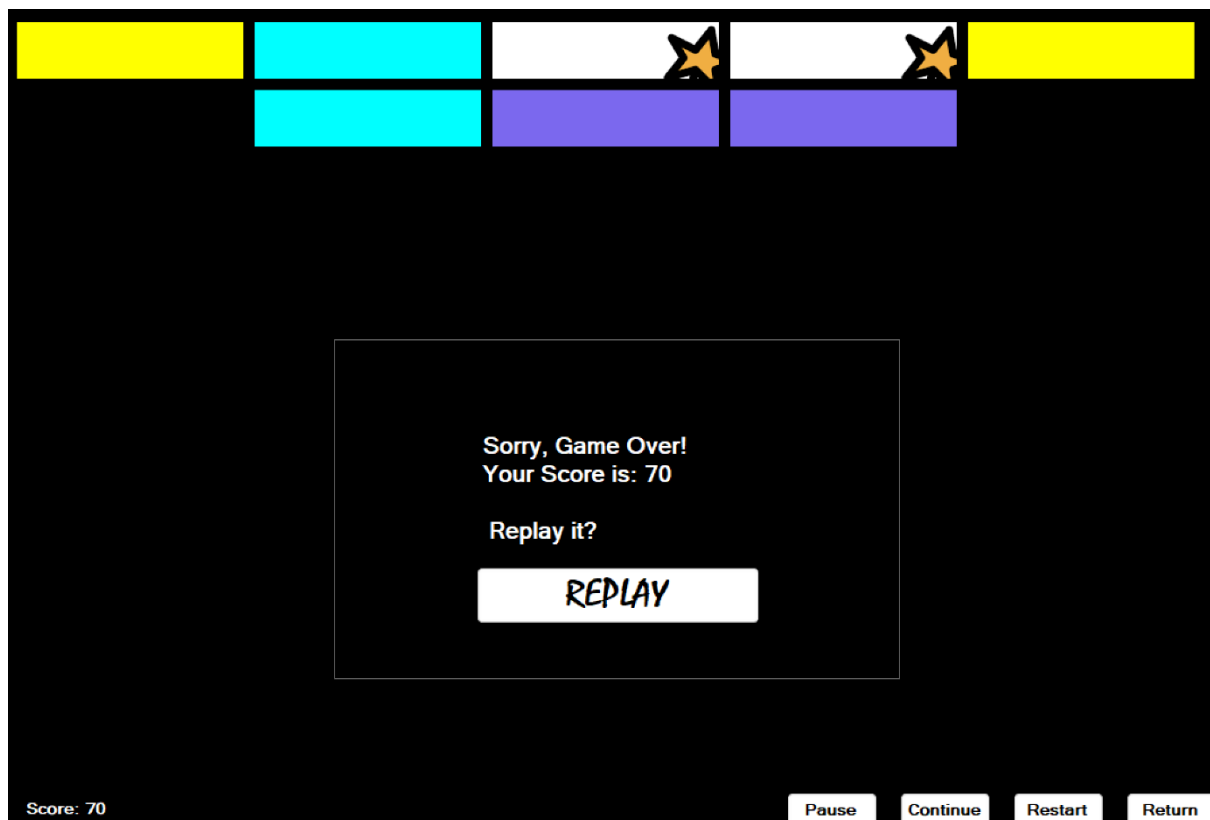 Sorry, Game Over!
Your Score is: 70
Replay it?
REPLAY
Score: 70
Pause
Continue
Restart
Return